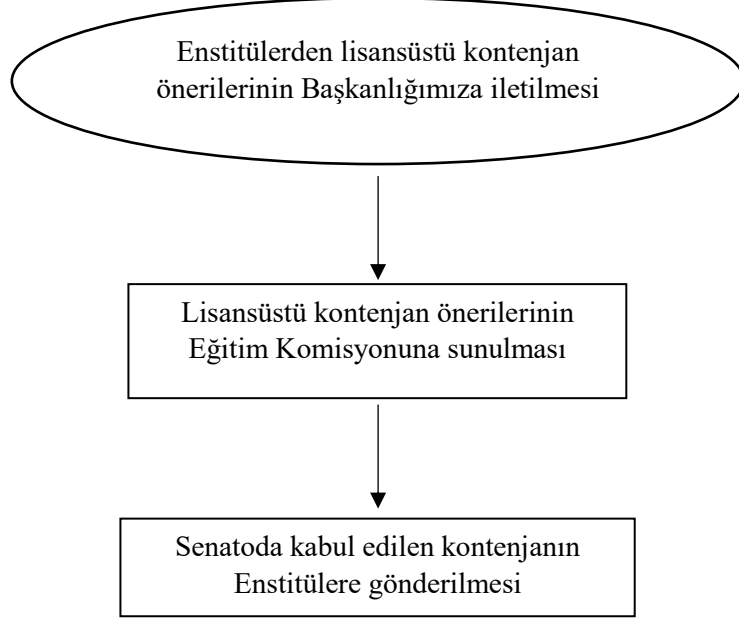 Enstitülerden lisansüstü kontenjan
önerilerinin Başkanlığımıza iletilmesi
Lisansüstü kontenjan önerilerinin
Eğitim Komisyonuna sunulması
Senatoda kabul edilen kontenjanın
Enstitülere gönderilmesi